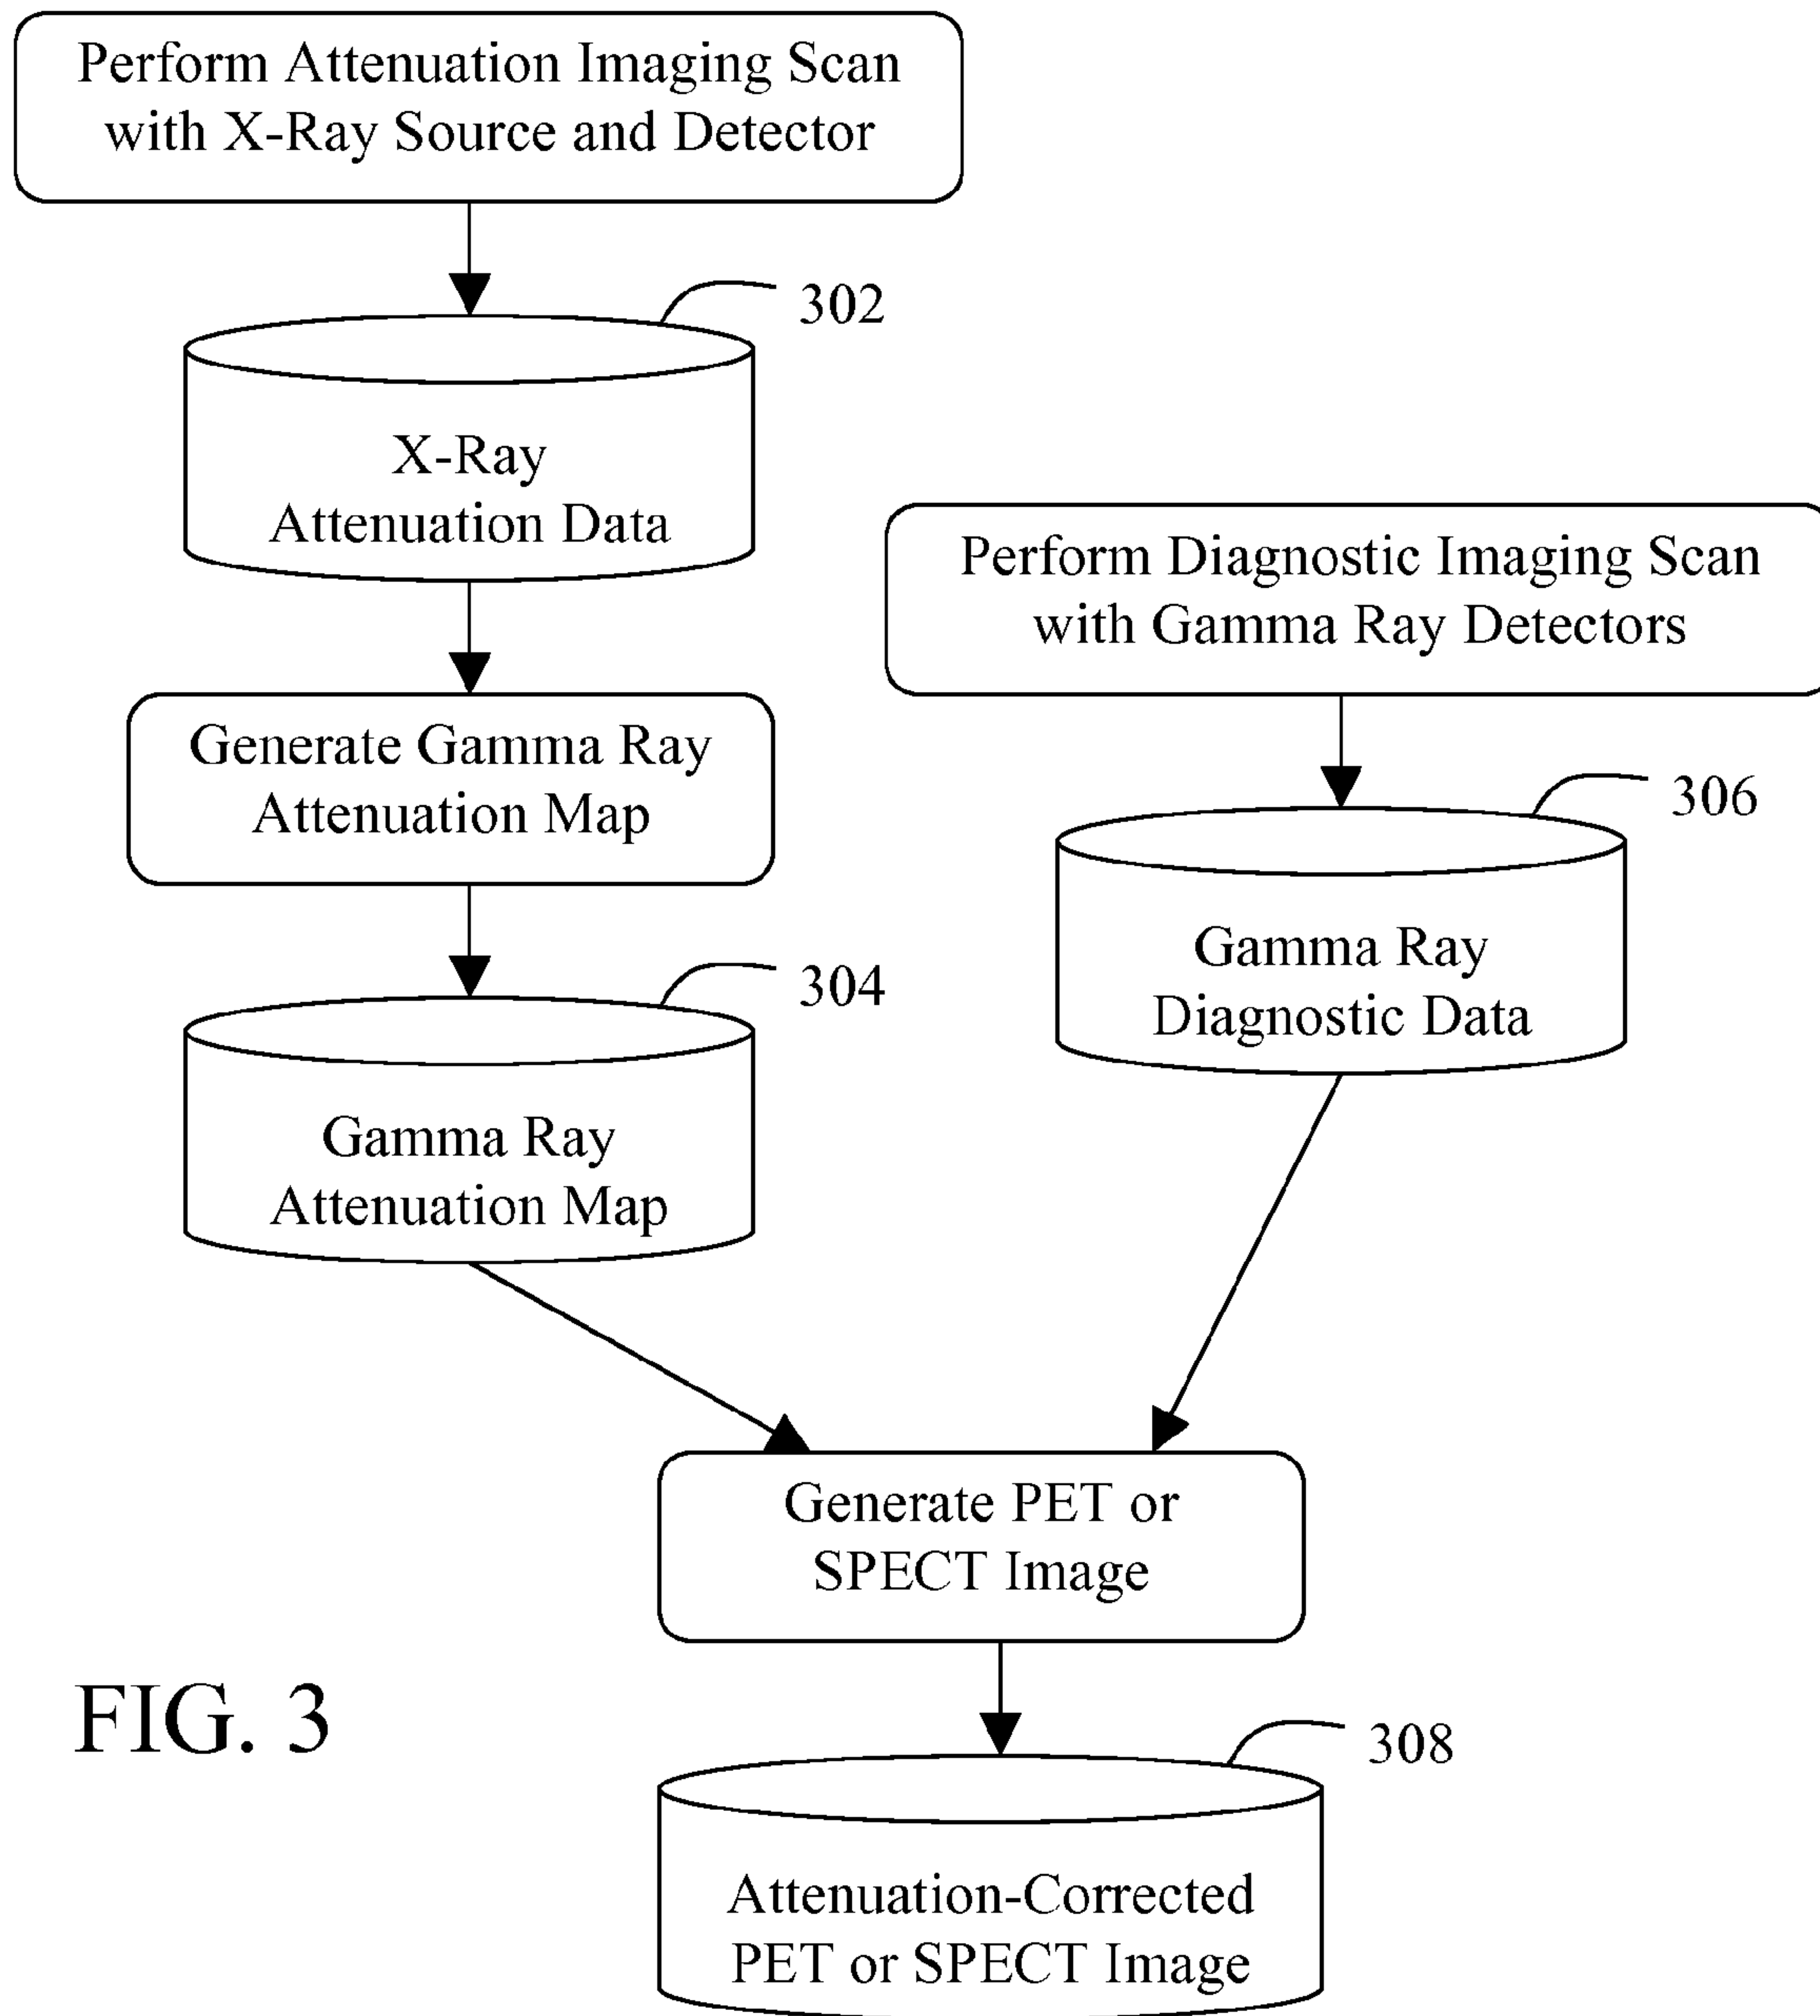 Perform Attenuation Imaging Scan
with X-Ray Source and Detector
302
X-Ray
Attenuation Data
Perform Diagnostic Imaging Scan
with Gamma Ray Detectors
Generate Gamma Ray
Attenuation Map
306
Gamma Ray
Diagnostic Data
304
Gamma Ray
Attenuation Map
Generate PET or
SPECT Image
FIG. 3
308
Attenuation-Corrected
PET or SPECT Image